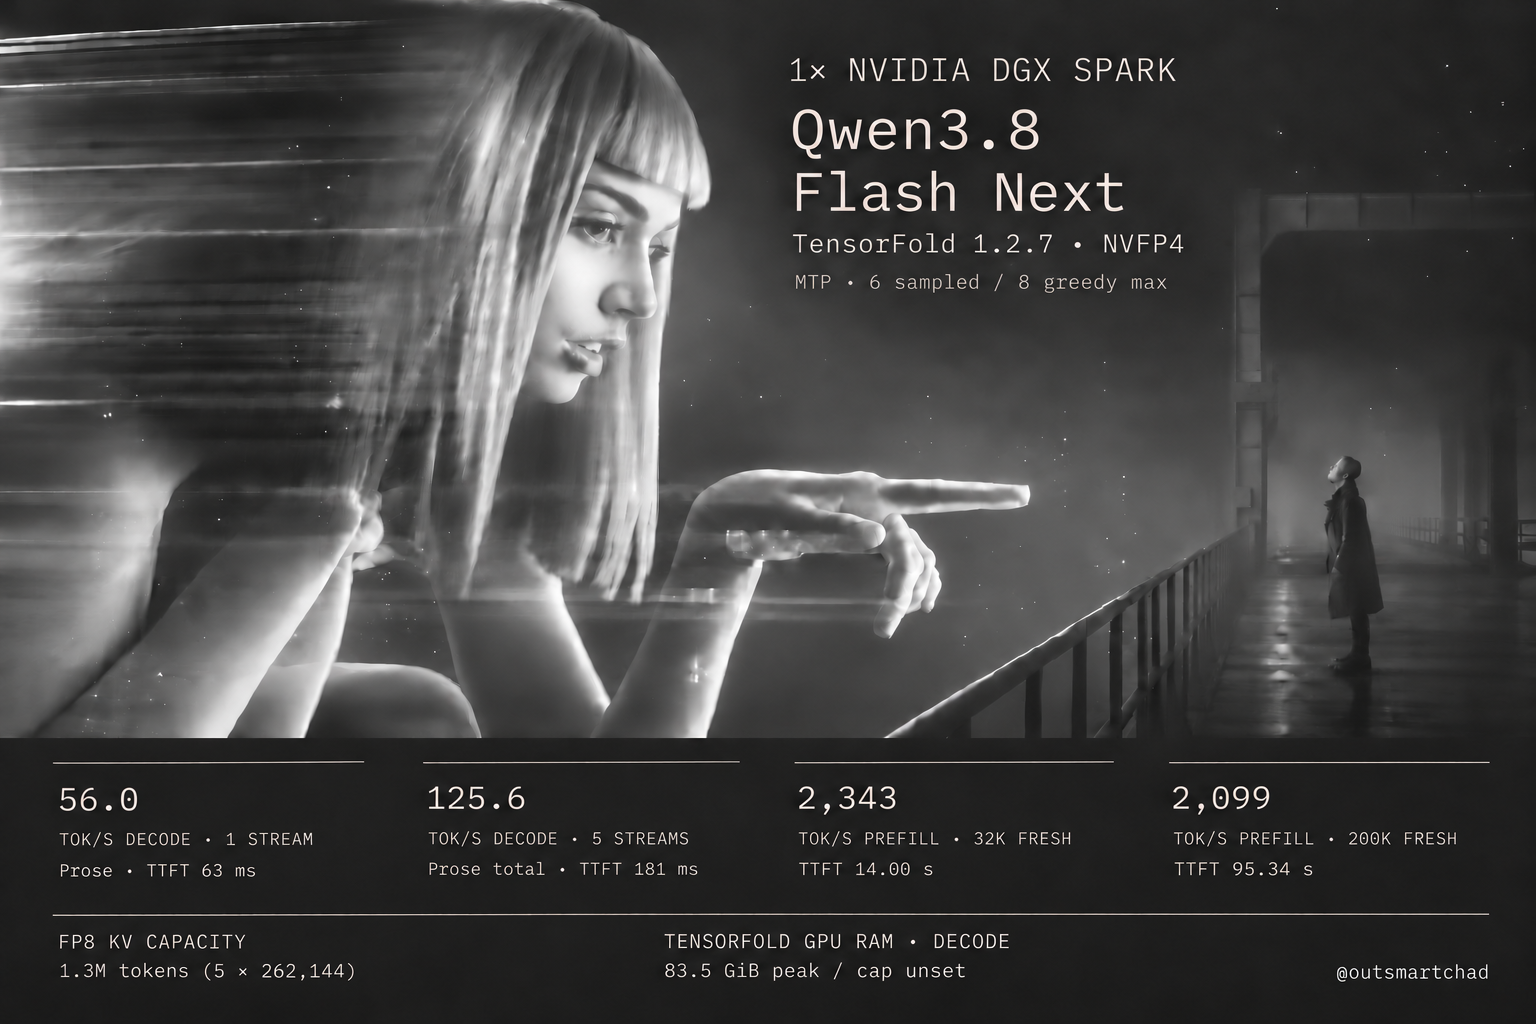 1× NVIDIA DGX SPARK
Qwen3.8
Flash Next
TensorFold 1.2.7 • NVFP4
MTP • 6 sampled / 8 greedy max
56.0
TOK/S DECODE • 1 STREAM
Prose • TTFT 63 ms
125.6
TOK/S DECODE • 5 STREAMS
Prose total • TTFT 181 ms
2,343
TOK/S PREFILL • 32K FRESH
TTFT 14.00 s
2,099
TOK/S PREFILL • 200K FRESH
TTFT 95.34 s
FP8 KV CAPACITY
1.3M tokens (5 × 262,144)
TENSORFOLD GPU RAM • DECODE
83.5 GiB peak / cap unset
@outsmartchad